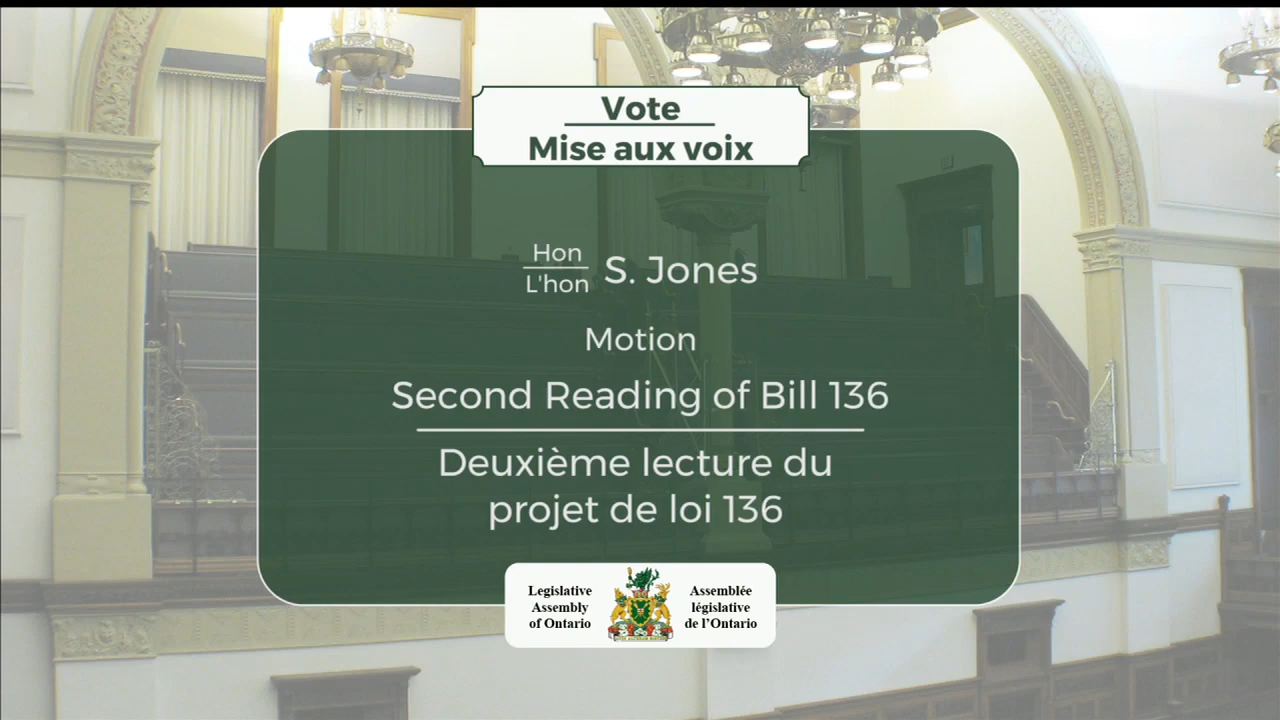 Vote
Mise aux voix
Hon
L'hon
S. Jones
Motion
Second Reading of Bill 136
Deuxième lecture du
projet de loi 136
Legislative
Assembly
of Ontario
Assemblée
législative
de l'Ontario